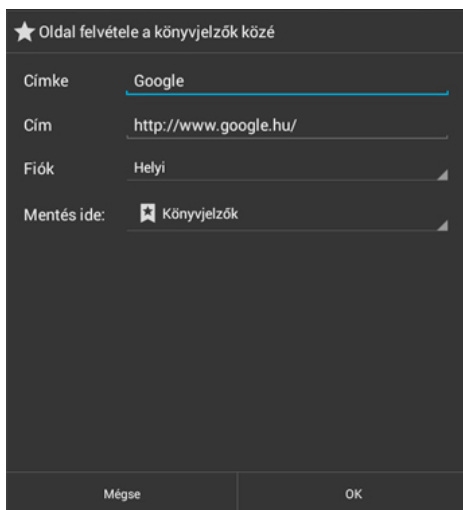 Oldal felvétele a könyvjelzők közé
Címke Google
Cím http://www.google.hu/
Fiók Helyi
Mentés ide: Könyvjelzők
Mégse OK